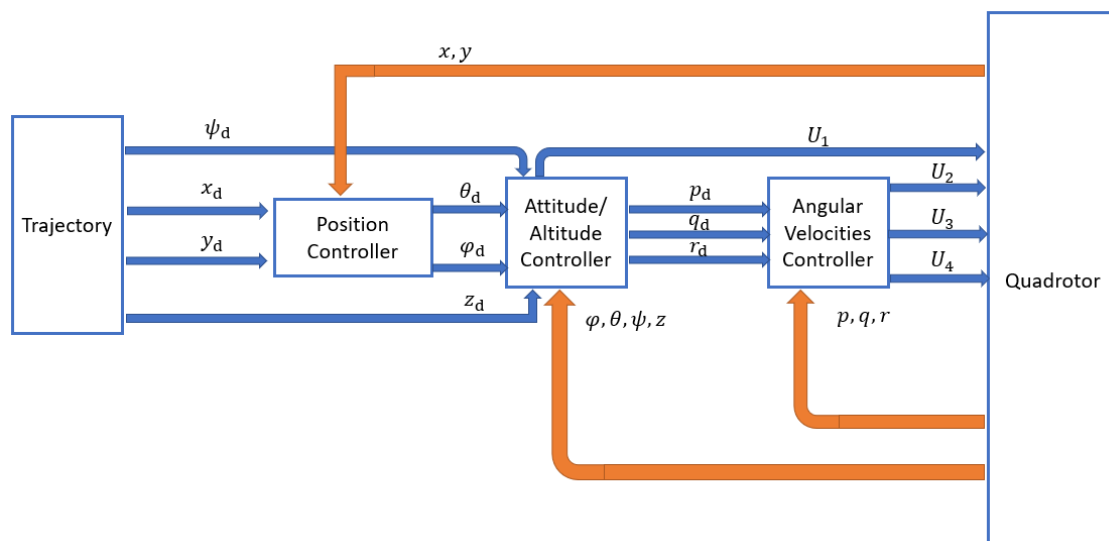 x, y
ψd
U1
U2
xd
θd
pd
Trajectory
Position
Controller
Attitude/
Altitude
Controller
qd
Angular
Velocities
Controller
U3
yd
φd
rd
U4
Quadrotor
zd
φ, θ, ψ, z
p, q, r